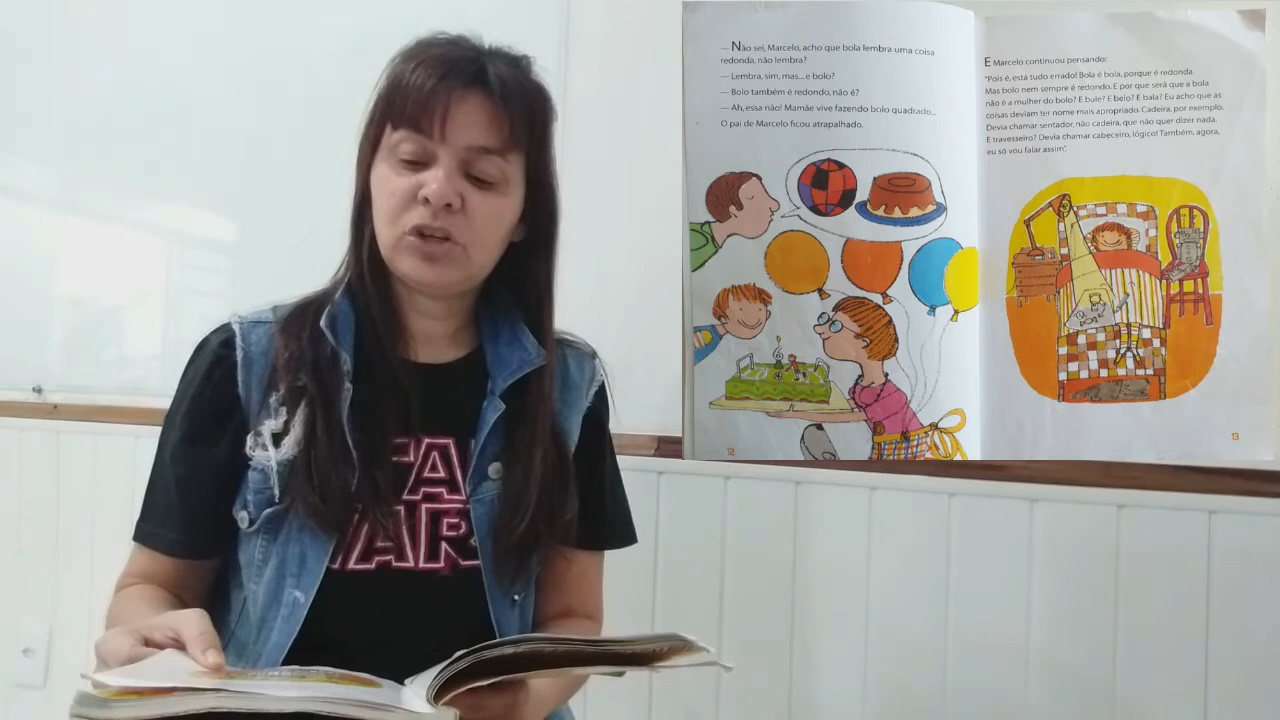 — Não sei, Marcelo, acho que bola lembra uma coisa
redonda, não lembra?
— Lembra, sim, mas... e bolo?
— Bolo também é redondo, não é?
— Ah, essa não! Mamãe vive fazendo bolo quadrado...
O pai de Marcelo ficou atrapalhado.
12
E Marcelo continuou pensando:
"Pois é, está tudo errado! Bola é bola, porque é redonda.
Mas bolo nem sempre é redondo. E por que será que a bola
não é a mulher do bolo? E bule? E belo? E bala? Eu acho que as
coisas deviam ter nome mais apropriado. Cadeira, por exemplo.
Devia chamar sentador, não cadeira, que não quer dizer nada.
E travesseiro? Devia chamar cabeceiro, lógico! Também, agora,
eu só vou falar assim".
13
TA
WAR